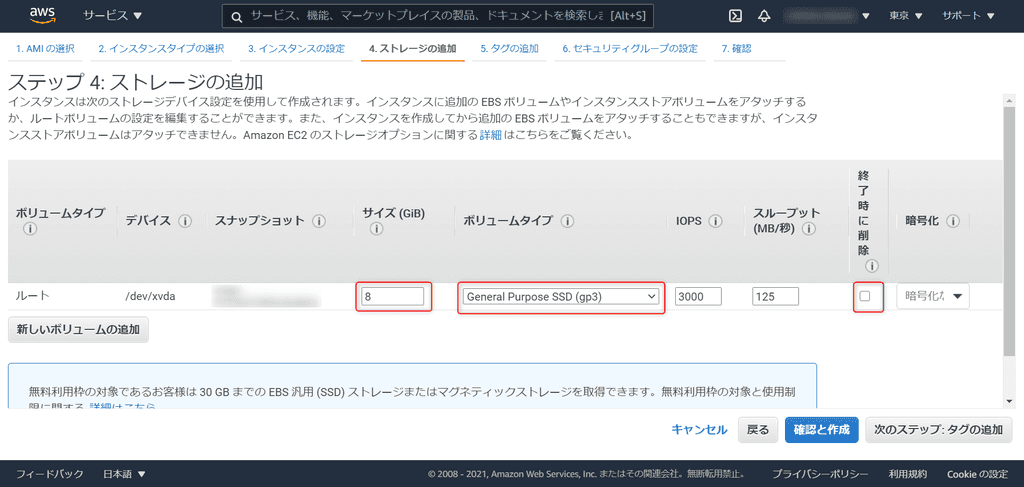 aws
サービス ▼
サービス、機能、マーケットプレイスの製品、ドキュメントを検索しま [Alt+S]
東京 ▼
サポート ▼
1. AMI の選択
2. インスタンスタイプの選択
3. インスタンスの設定
4. ストレージの追加
5. タグの追加
6. セキュリティグループの設定
7. 確認
ステップ 4: ストレージの追加
インスタンスは次のストレージデバイス設定を使用して作成されます。インスタンスに追加の EBS ボリュームやインスタンスストアボリュームをアタッチする
か、ルートボリュームの設定を編集することができます。また、インスタンスを作成してから追加の EBS ボリュームをアタッチすることもできますが、インスタ
ンスストアボリュームはアタッチできません。Amazon EC2 のストレージオプションに関する 詳細 はこちらをご覧ください。
ボリュームタイプ
デバイス
スナップショット
サイズ (GiB)
ボリュームタイプ
IOPS
スループット
(MB/秒)
終
了
時
に
削
除
暗号化
ルート
/dev/xvda
8
General Purpose SSD (gp3)
3000
125
暗号化な
新しいボリュームの追加
無料利用枠の対象であるお客様は 30 GB までの EBS 汎用 (SSD) ストレージまたはマグネティックストレージを取得できます。無料利用枠の対象と使用制
限に関する 詳細はこちら
キャンセル
戻る
確認と作成
次のステップ: タグの追加
フィードバック
日本語 ▼
© 2008 - 2021, Amazon Web Services, Inc. またはその関連会社。無断転用禁止。
プライバシーポリシー
利用規約
Cookie の設定